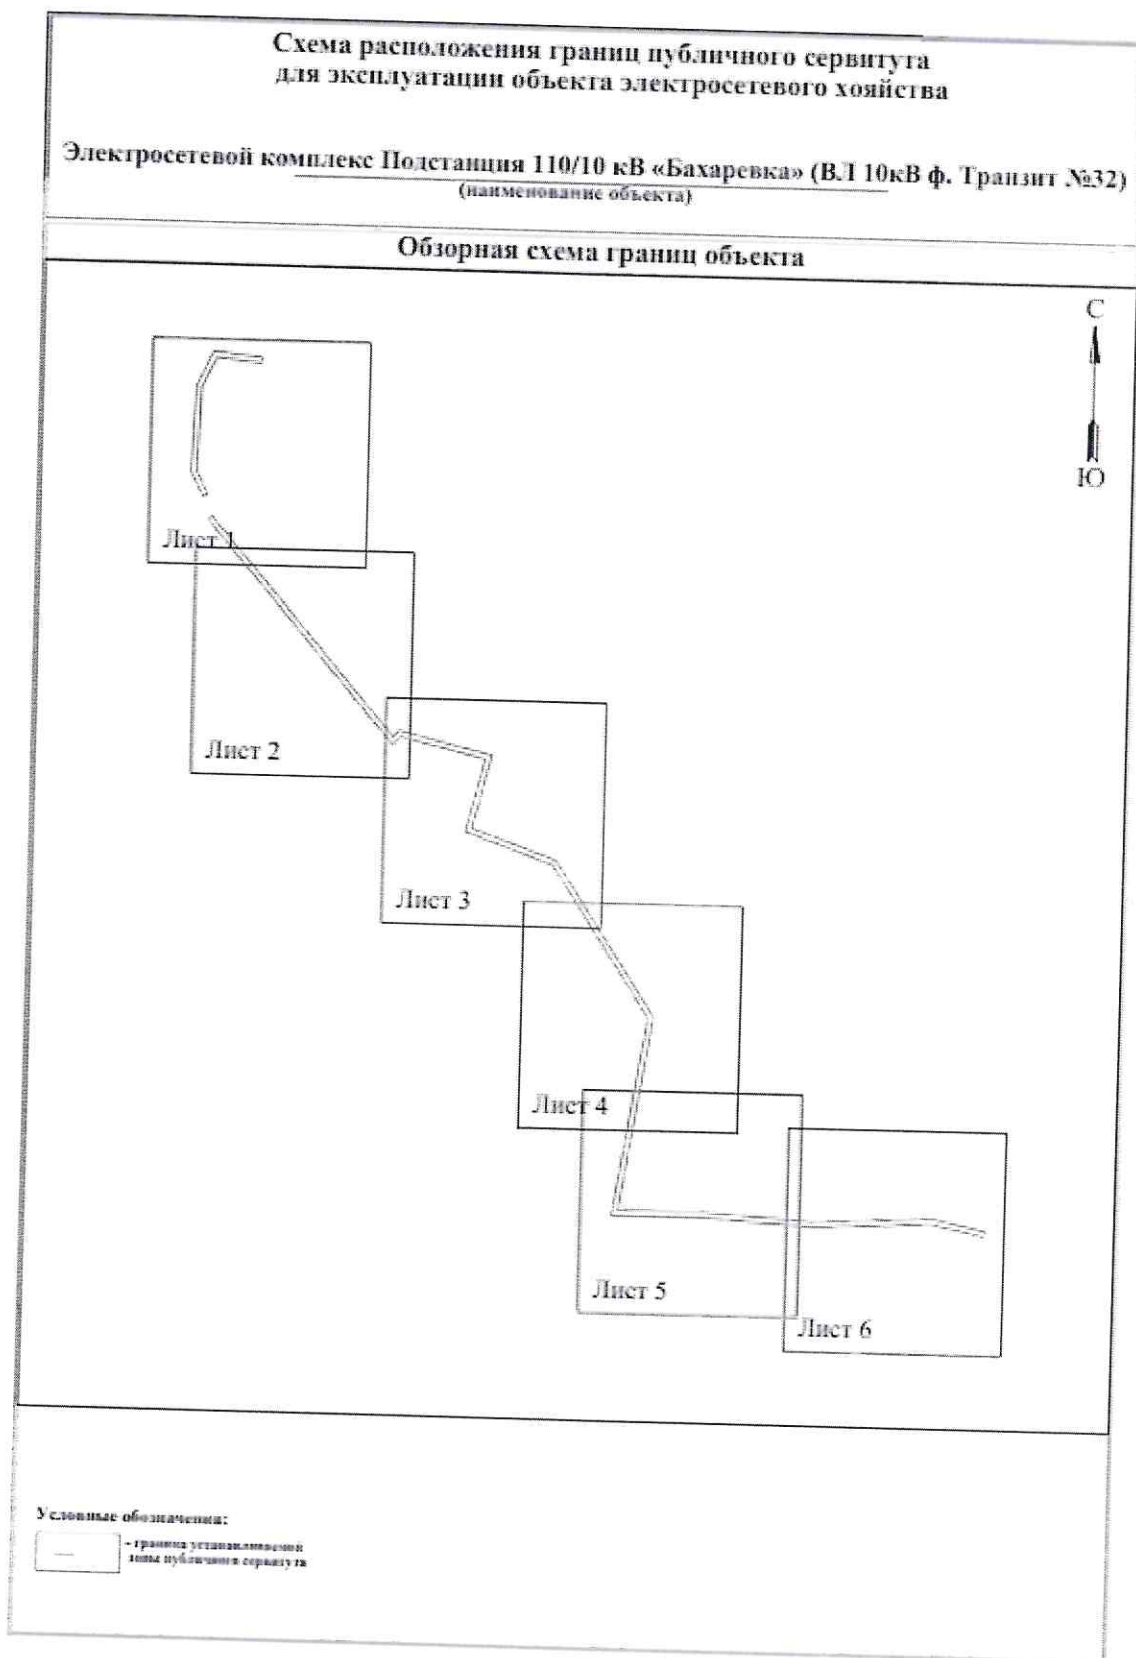 Схема расположения границ публичного сервитута
для эксплуатации объекта электросетевого хояйства
Электросетевой комплекс Подстанция 110/10 кВ «Бахаревка» (ВЛ 10кВ ф. Транзит №32)
(наименование объекта)
Обзорная схема границ объекта
С
Ю
Лист 1
Лист 2
Лист 3
Лист 4
Лист 5
Лист 6
Условные обозначения:
- граница устанавливаемой
зоны публичного сервитута